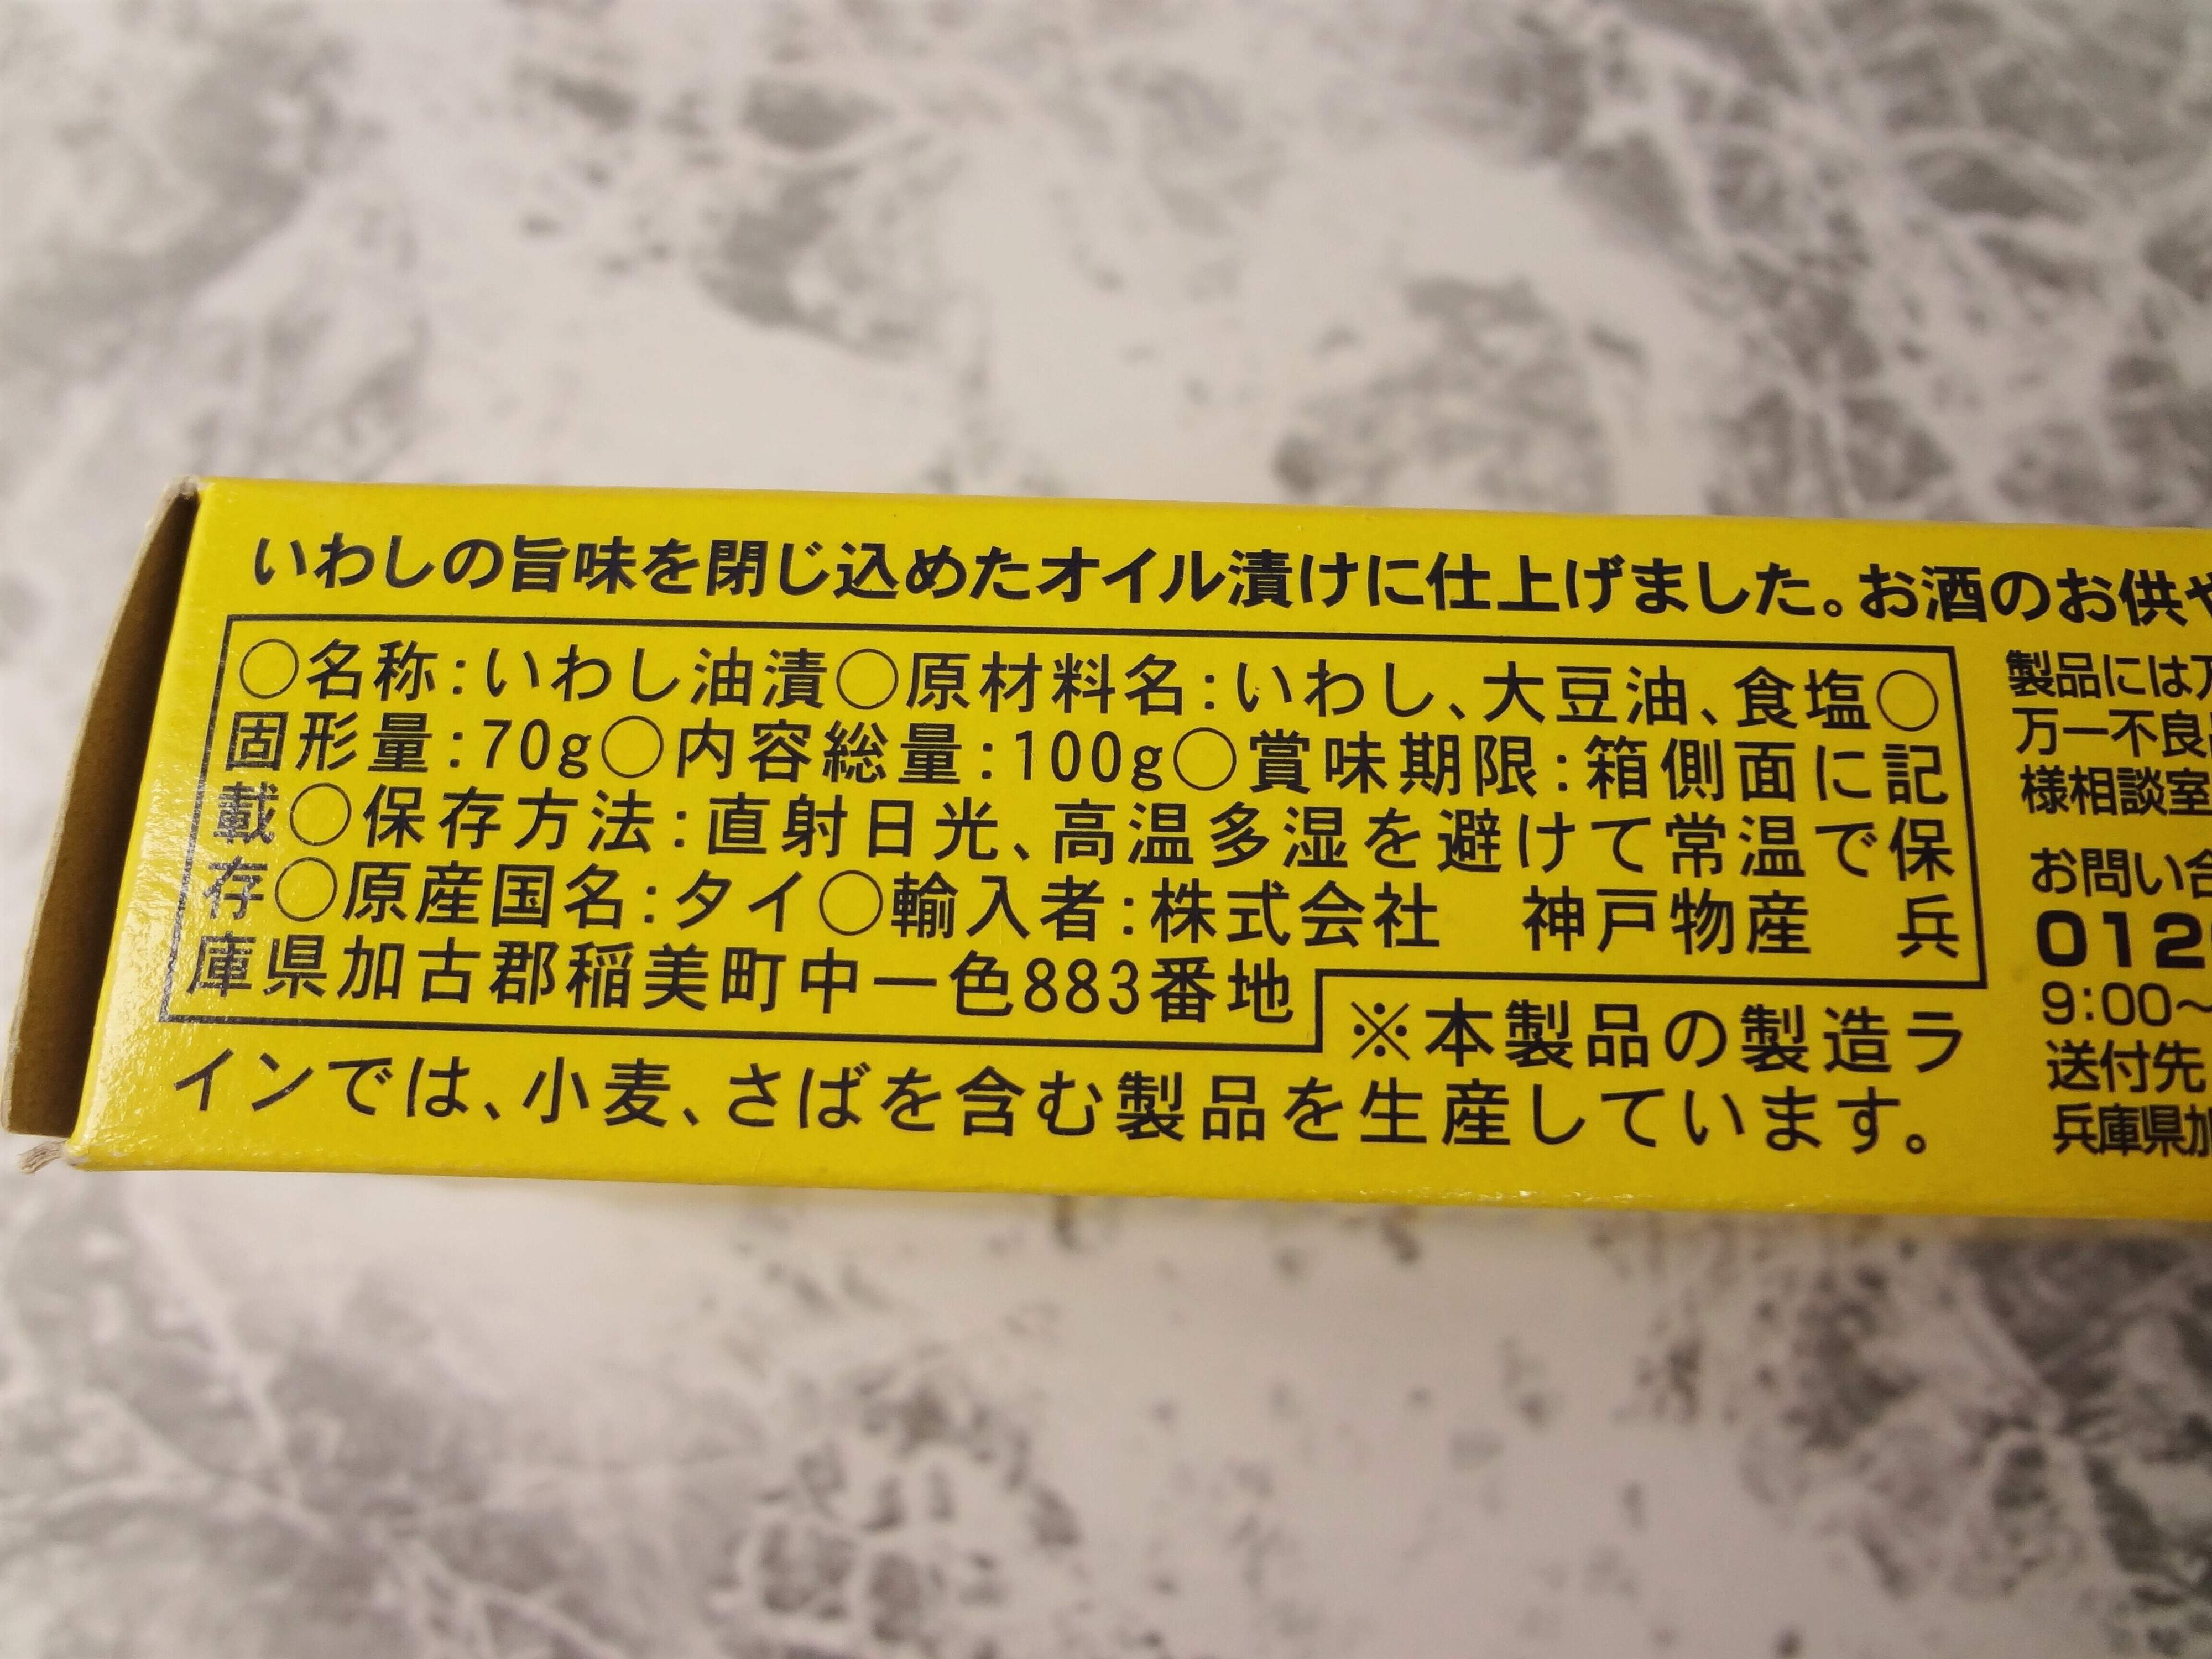 いわしの旨味を閉じ込めたオイル漬けに仕上げました。お酒のお供や
○名称:いわし油漬○原材料名:いわし、大豆油、食塩○
固形量:70g○内容総量:100g○賞味期限:箱側面に記
載○保存方法:直射日光、高温多湿を避けて常温で保
存○原産国名:タイ○輸入者:株式会社　神戸物産　兵
庫県加古郡稲美町中一色883番地
※本製品の製造ラ
インでは、小麦、さばを含む製品を生産しています。
製品には万
万一不良
様相談室
お問い合
012
9:00~
送付先
兵庫県加